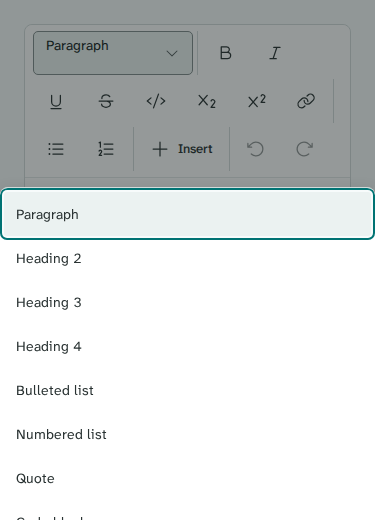 Paragraph
B I
U S </> X₂ X²
Insert
Paragraph
Heading 2
Heading 3
Heading 4
Bulleted list
Numbered list
Quote